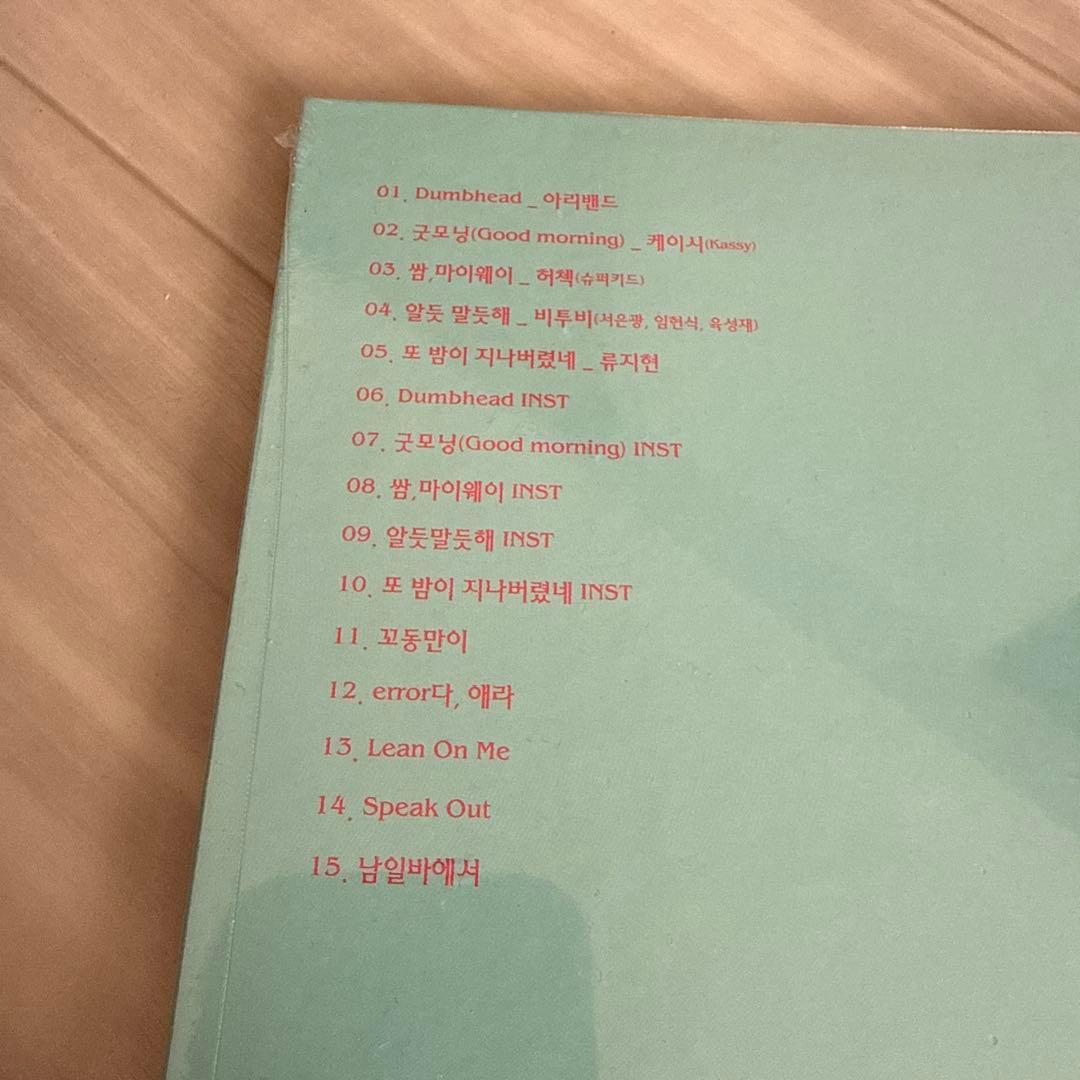 01. Dumbhead _ 아리밴드
02. 굿모닝(Good morning) _ 케이시(Kassy)
03. 쌈,마이웨이 _ 허첵(슈퍼키드)
04. 알듯 말듯해 _ 비투비(서은광, 임현식, 육성재)
05. 또 밤이 지나버렸네 _ 류지현
06. Dumbhead INST
07. 굿모닝(Good morning) INST
08. 쌈,마이웨이 INST
09. 알듯말듯해 INST
10. 또 밤이 지나버렸네 INST
11. 꼬동만이
12. error다, 애라
13. Lean On Me
14. Speak Out
15. 남일바에서